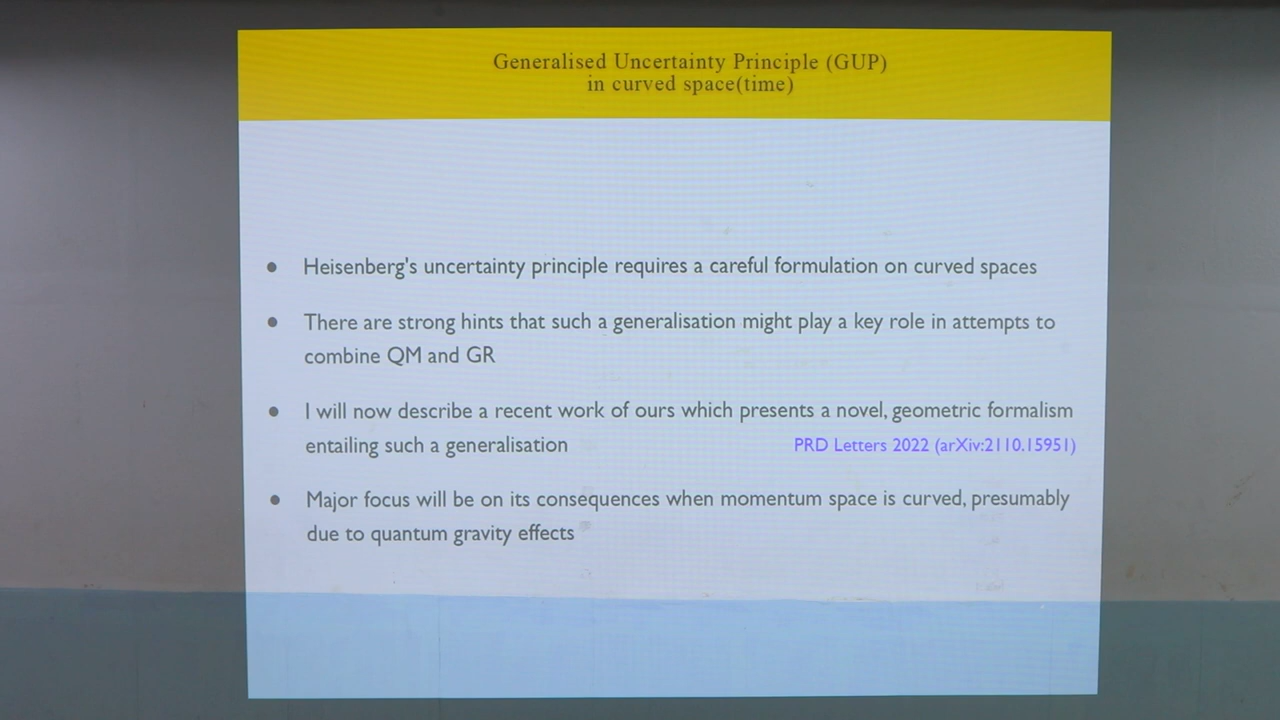 Generalised Uncertainty Principle (GUP)
in curved space(time)
● Heisenberg's uncertainty principle requires a careful formulation on curved spaces
● There are strong hints that such a generalisation might play a key role in attempts to
combine QM and GR
● I will now describe a recent work of ours which presents a novel, geometric formalism
entailing such a generalisation PRD Letters 2022 (arXiv:2110.15951)
● Major focus will be on its consequences when momentum space is curved, presumably
due to quantum gravity effects